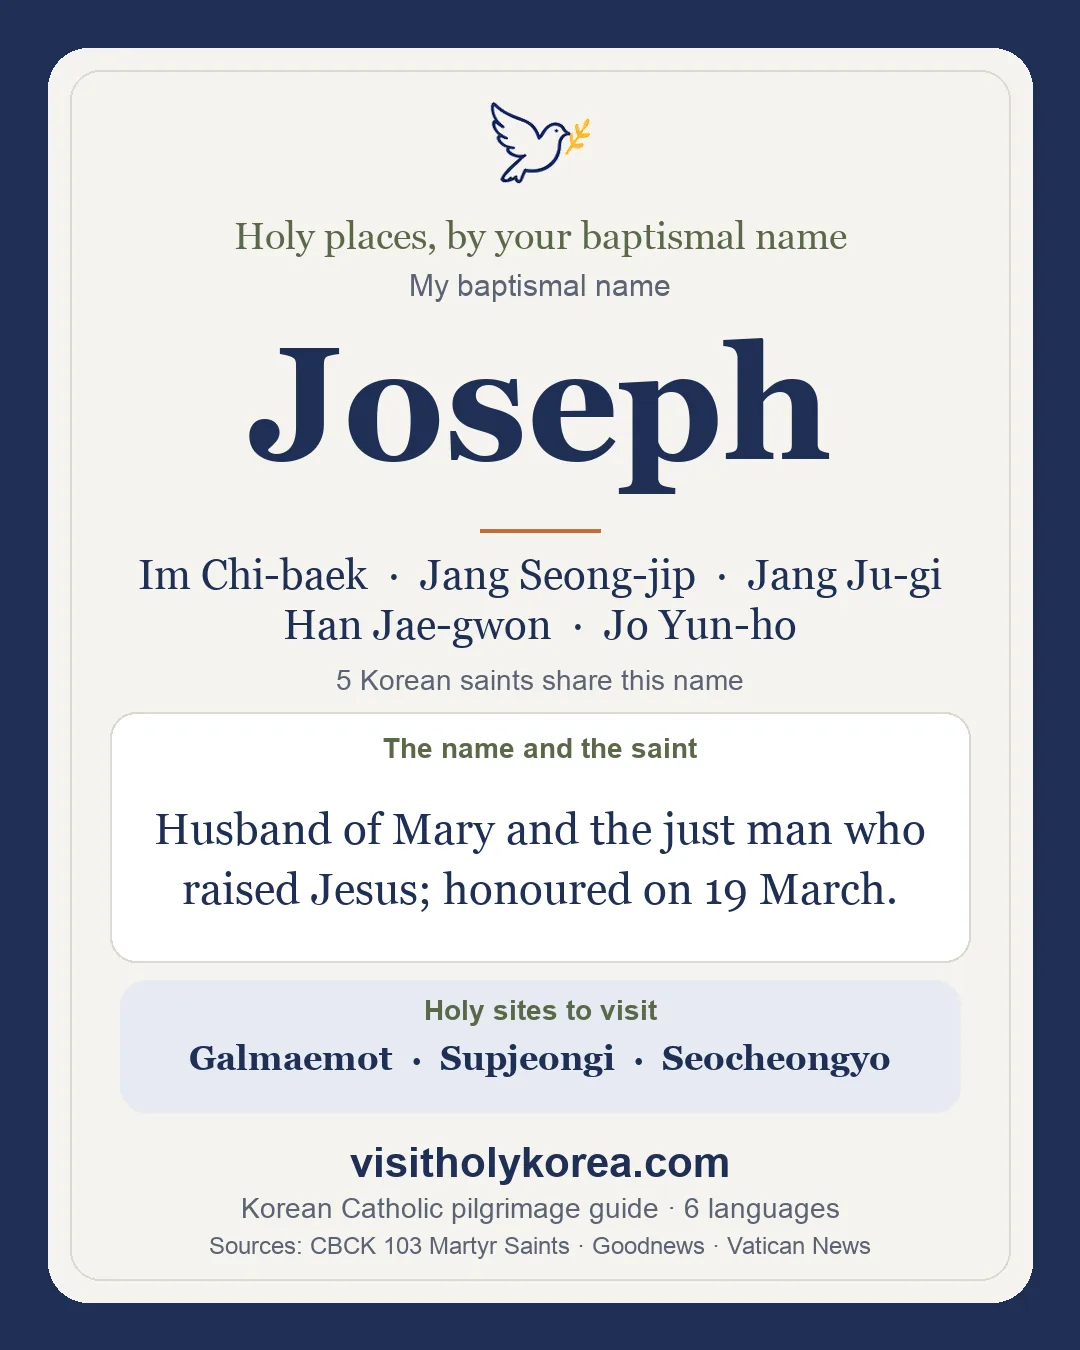 Holy places, by your baptismal name
My baptismal name
Joseph
Im Chi-baek · Jang Seong-jip · Jang Ju-gi
Han Jae-gwon · Jo Yun-ho
5 Korean saints share this name
The name and the saint
Husband of Mary and the just man who
raised Jesus; honoured on 19 March.
Holy sites to visit
Galmaemot · Supjeongi · Seocheongyo
visitholykorea.com
Korean Catholic pilgrimage guide · 6 languages
Sources: CBCK 103 Martyr Saints · Goodnews · Vatican News